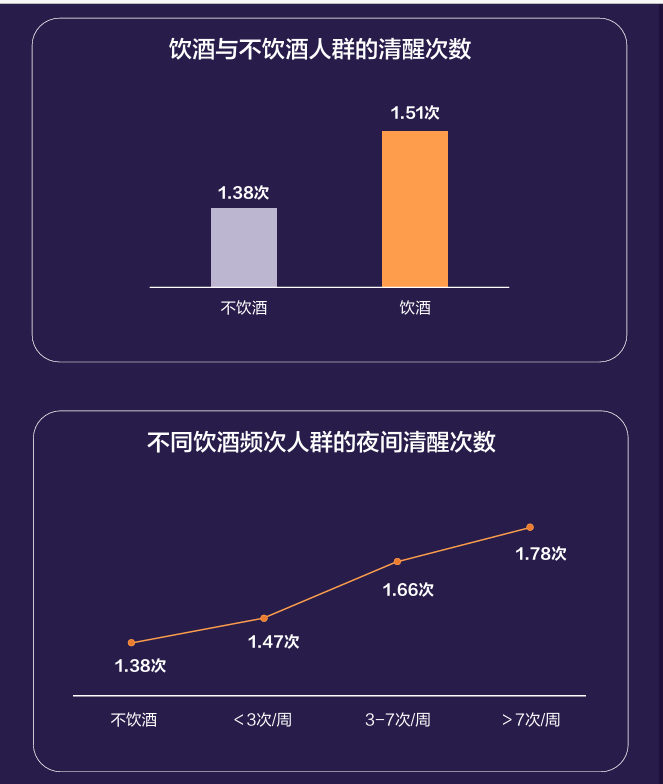 饮酒与不饮酒人群的清醒次数
1.51次
1.38次
不饮酒 饮酒
不同饮酒频次人群的夜间清醒次数
1.78次
1.66次
1.47次
1.38次
不饮酒 <3次/周 3-7次/周 >7次/周